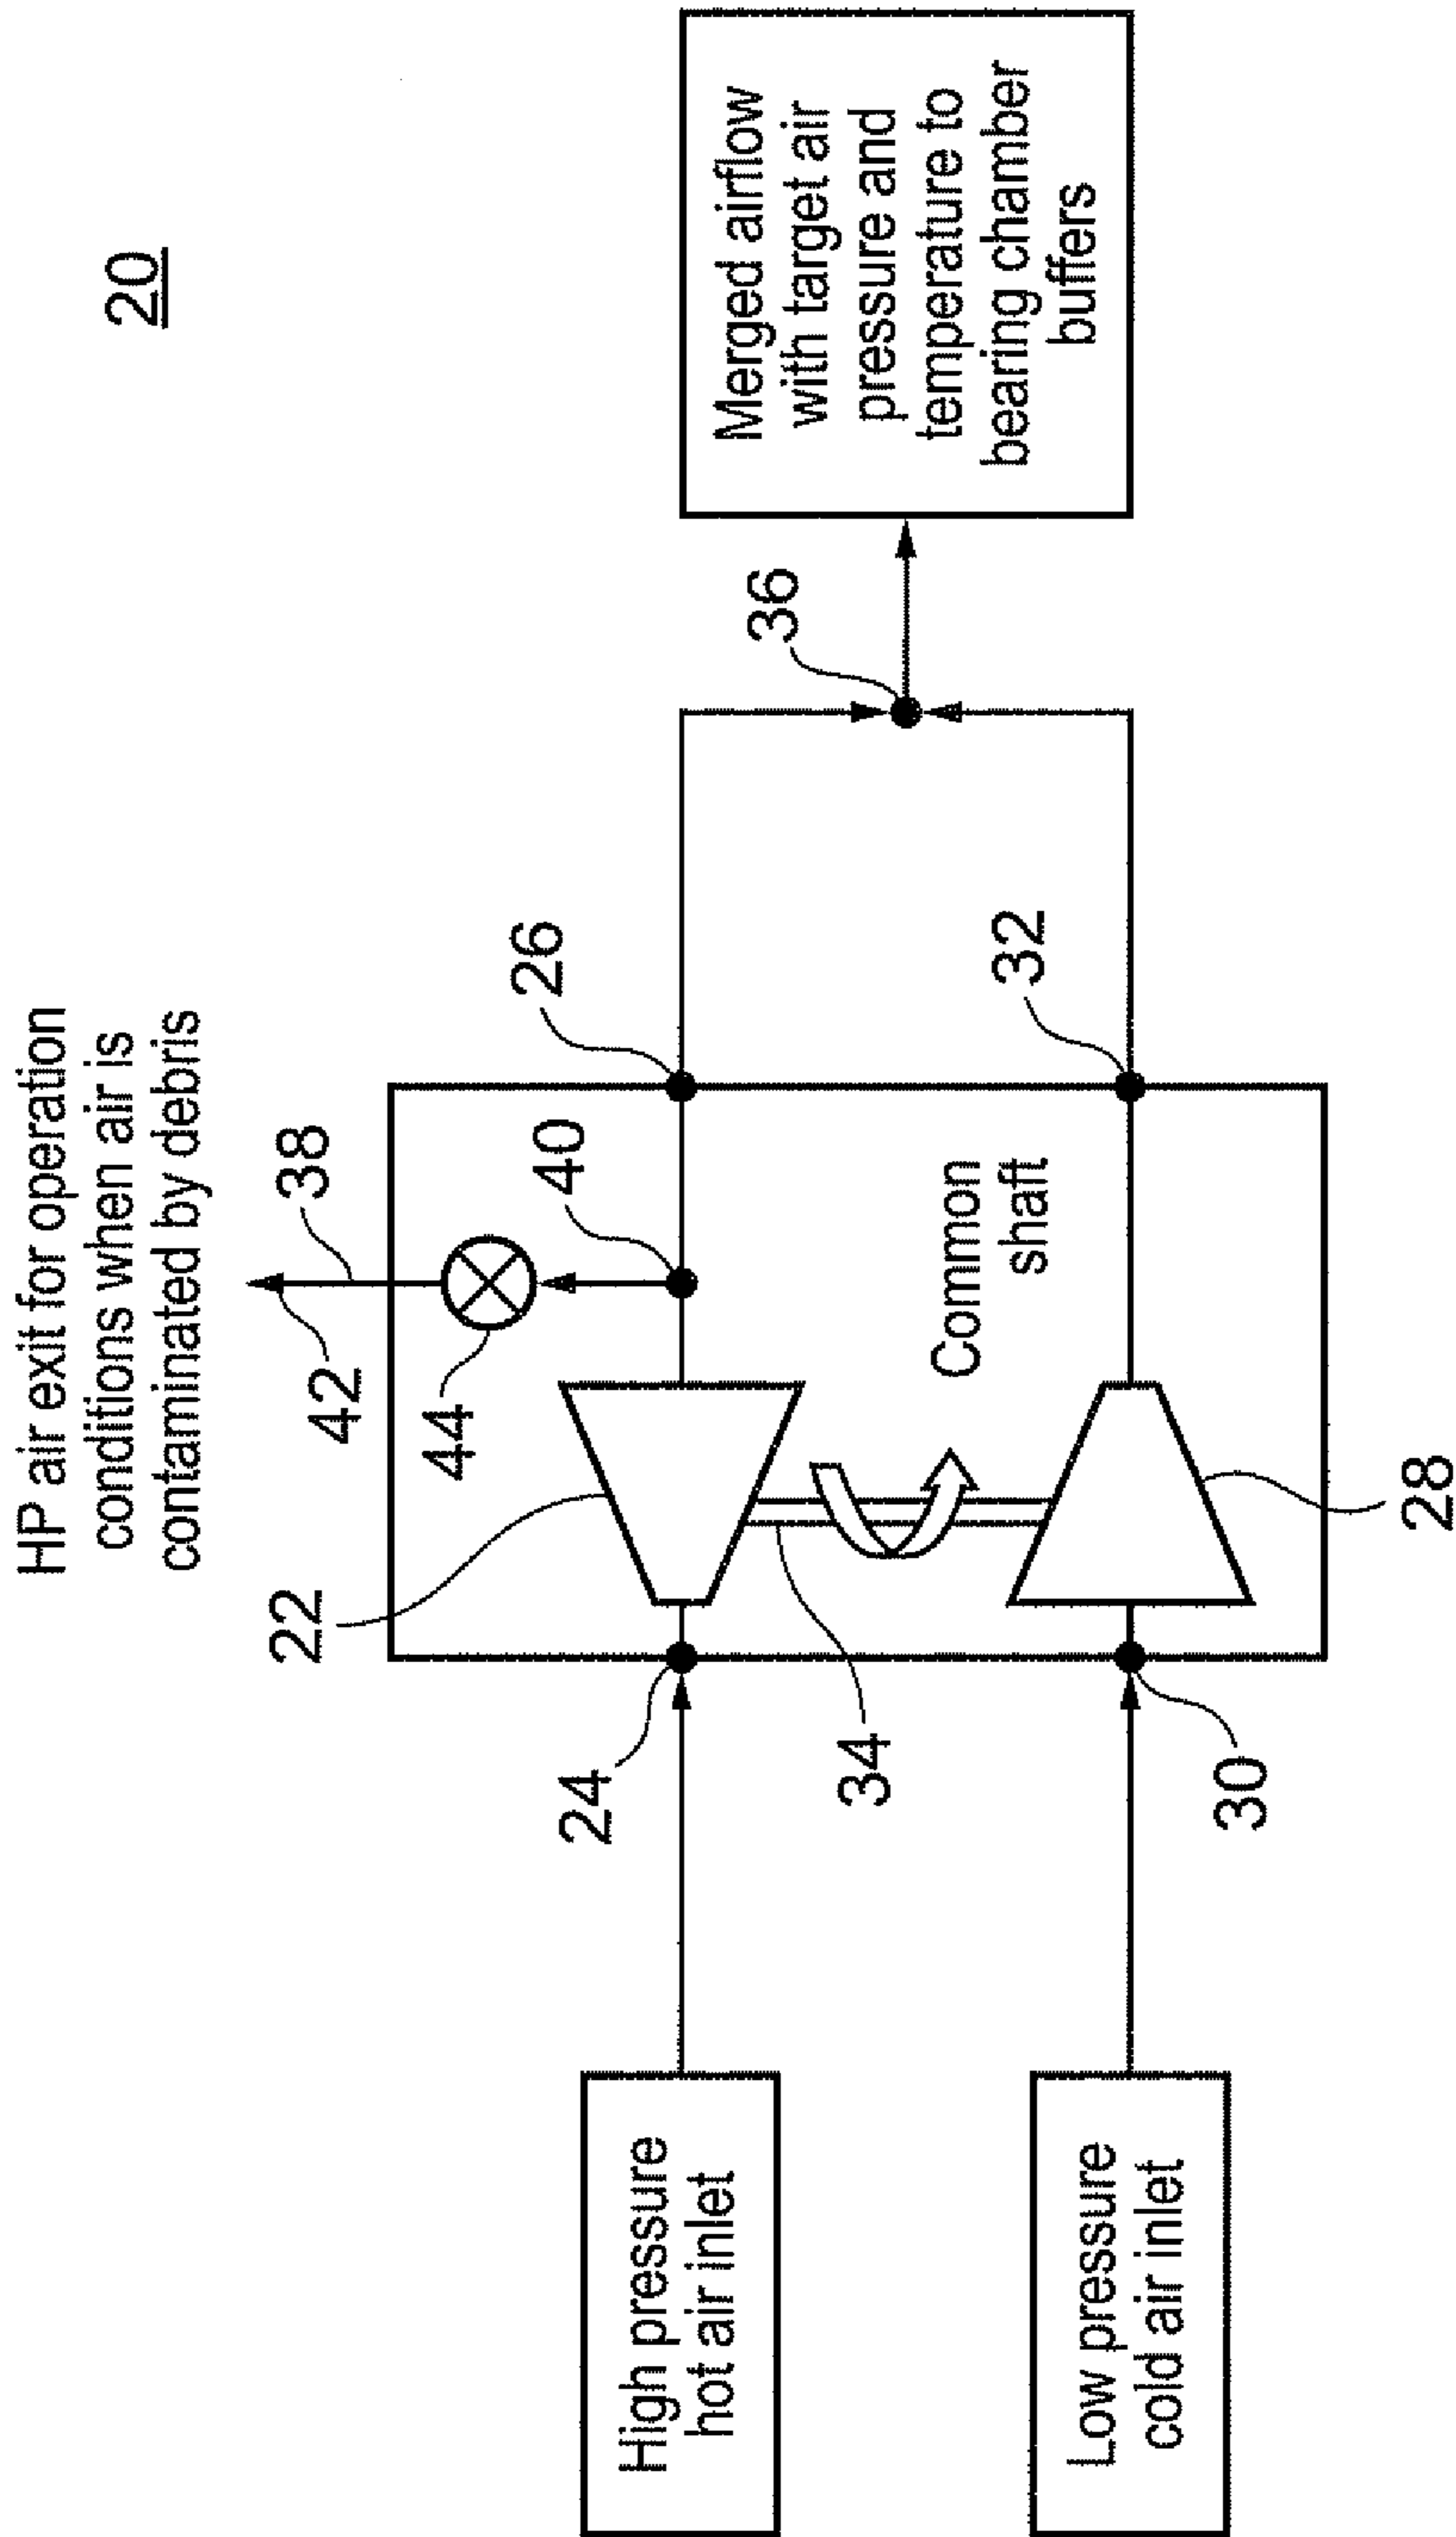 20
HP air exit for operation
conditions when air is
contaminated by debris
38
42
44
40
26
22
24
34
Common
shaft
28
30
32
36
High pressure
hot air inlet
Low pressure
cold air inlet
Merged airflow
with target air
pressure and
temperature to
bearing chamber
buffers